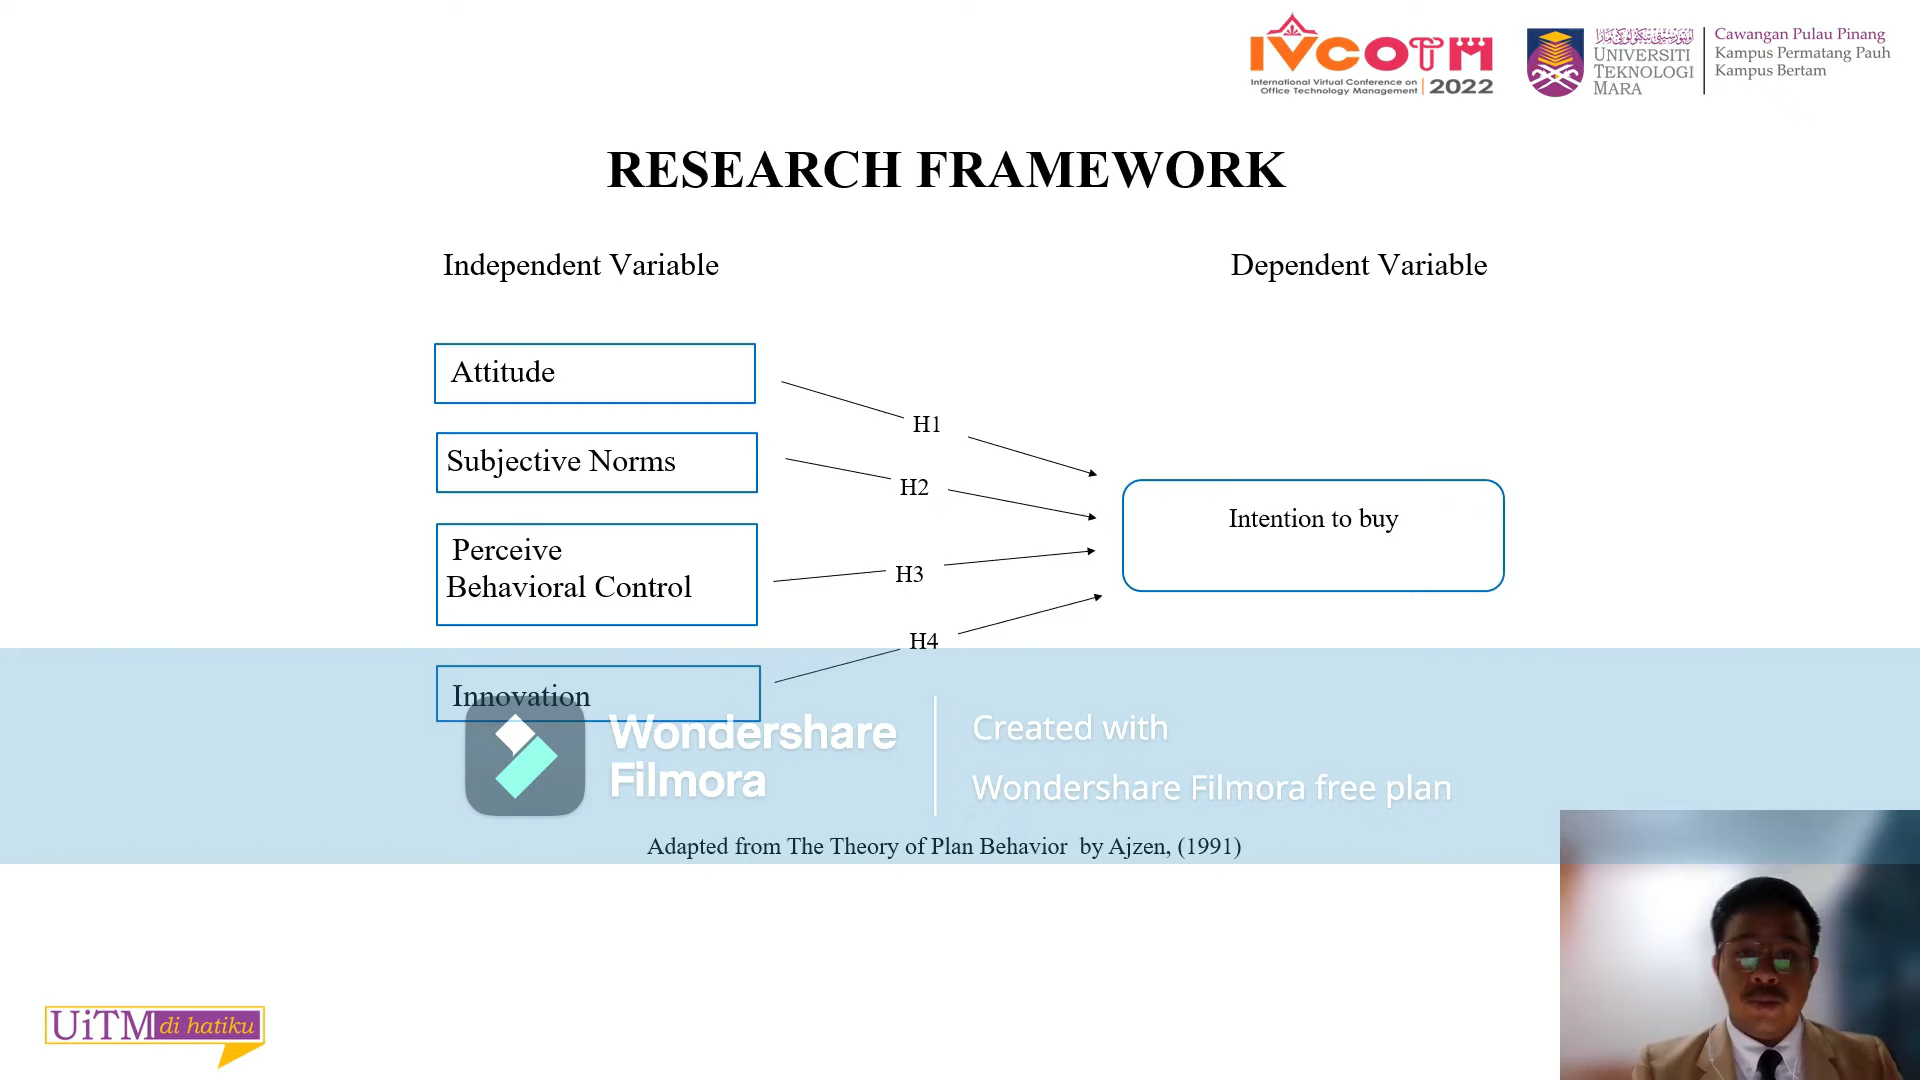 IVCOTM
International Virtual Conference on
Office Technology Management 2022
UNIVERSITI
TEKNOLOGI
MARA
Cawangan Pulau Pinang
Kampus Permatang Pauh
Kampus Bertam
RESEARCH FRAMEWORK
Independent Variable
Dependent Variable
Attitude
H1
Subjective Norms
H2
Intention to buy
Perceive
Behavioral Control
H3
H4
Innovation
Wondershare
Filmora
Created with
Wondershare Filmora free plan
Adapted from The Theory of Plan Behavior by Ajzen, (1991)
UiTM di hatiku